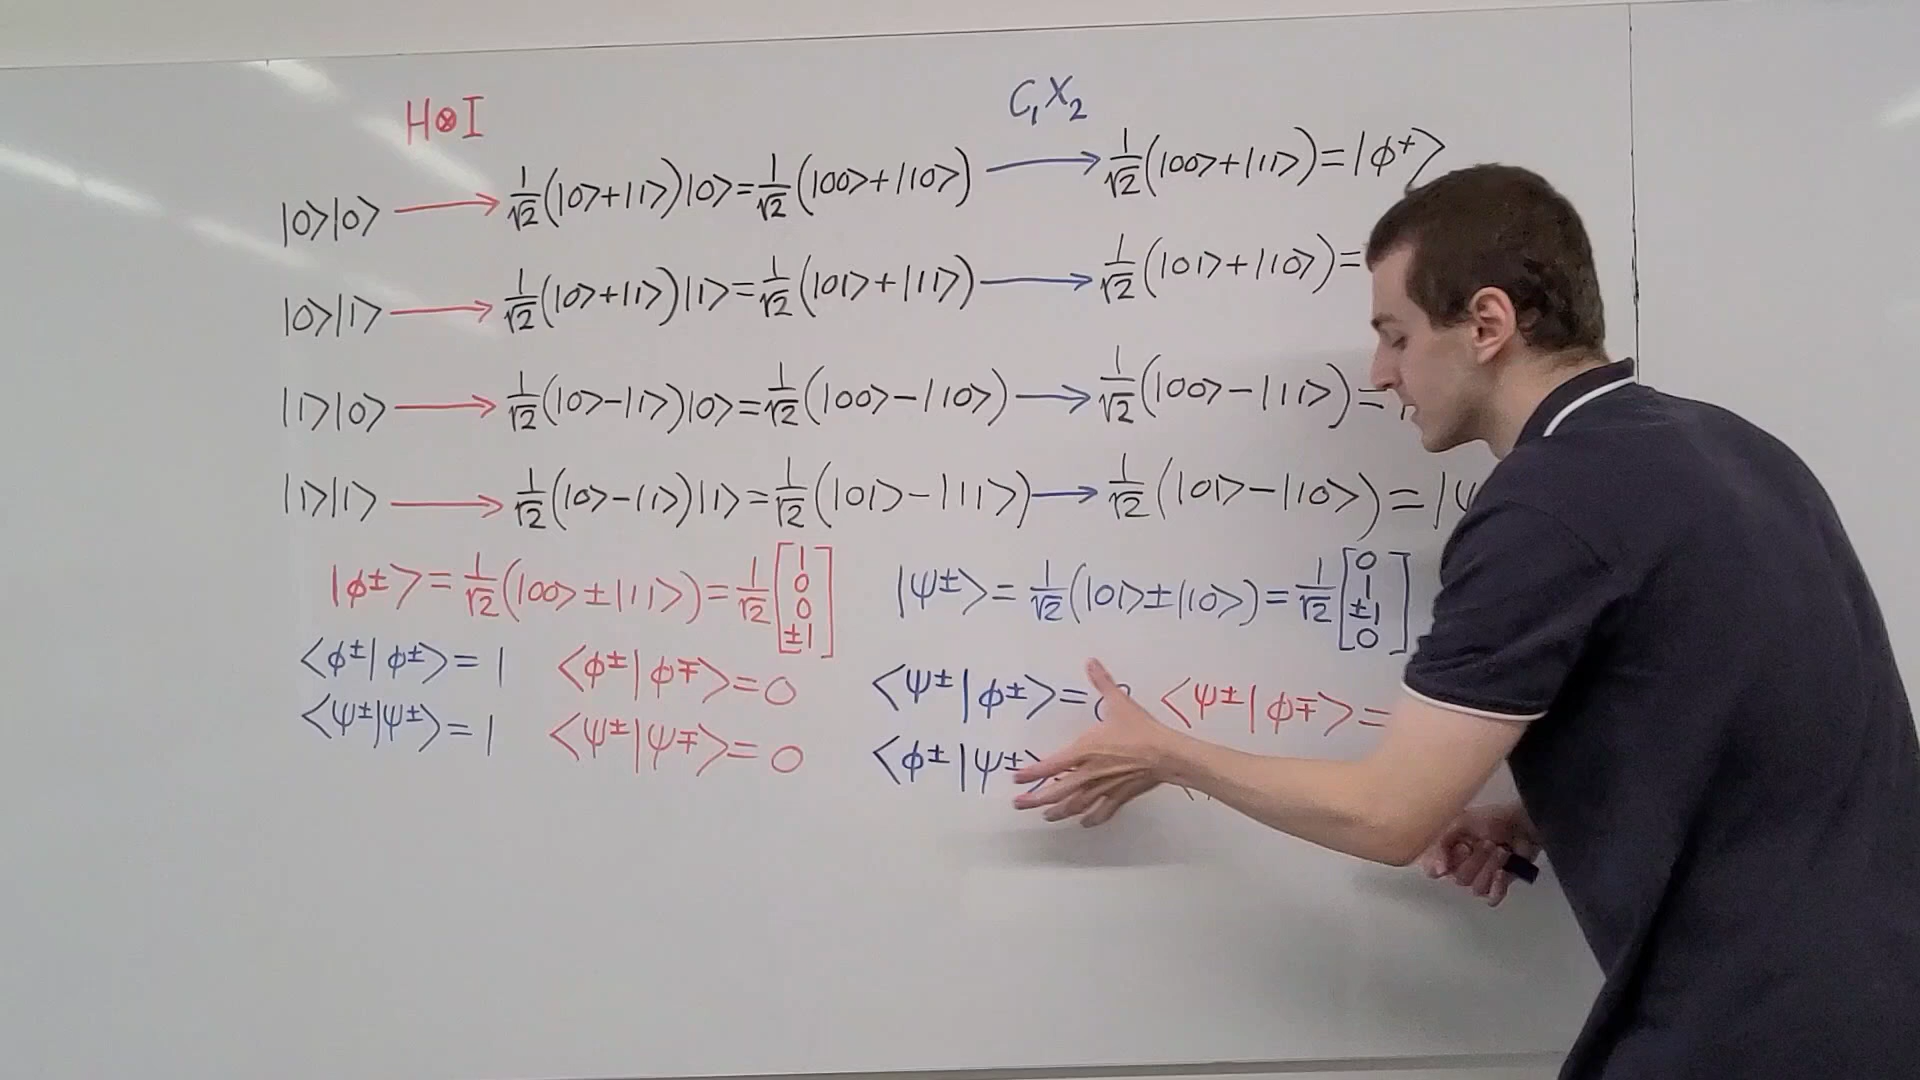 H⊗I C₁X₂
|0⟩|0⟩ → 1/√2(|0⟩+|1⟩)|0⟩=1/√2(|00⟩+|10⟩) → 1/√2(|00⟩+|11⟩)=|ϕ⁺⟩
|0⟩|1⟩ → 1/√2(|0⟩+|1⟩)|1⟩=1/√2(|01⟩+|11⟩) → 1/√2(|01⟩+|10⟩)=
|1⟩|0⟩ → 1/√2(|0⟩-|1⟩)|0⟩=1/√2(|00⟩-|10⟩) → 1/√2(|00⟩-|11⟩)=
|1⟩|1⟩ → 1/√2(|0⟩-|1⟩)|1⟩=1/√2(|01⟩-|11⟩) → 1/√2(|01⟩-|10⟩)=|ψ
|ϕ±⟩=1/√2(|00⟩±|11⟩)=1/√2[1 0 0 ±1] |ψ±⟩=1/√2(|01⟩±|10⟩)=1/√2[0 1 ±1 0]
⟨ϕ±|ϕ±⟩=1 ⟨ϕ±|ϕ∓⟩=0 ⟨ψ±|ϕ±⟩= ⟨ψ±|ϕ∓⟩=
⟨ψ±|ψ±⟩=1 ⟨ψ±|ψ∓⟩=0 ⟨ϕ±|ψ±⟩